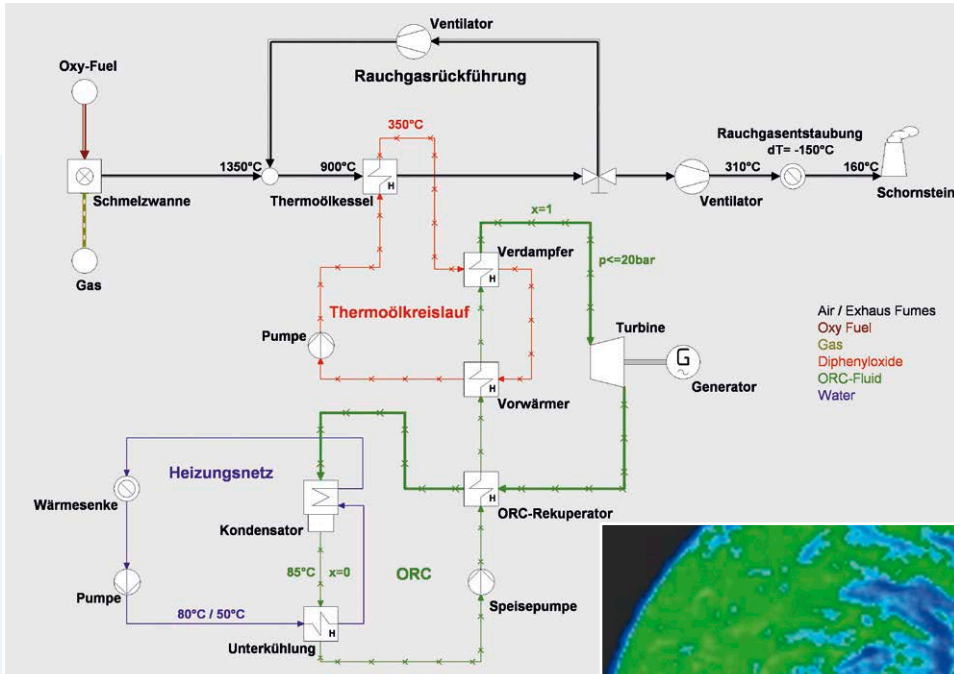 Ventilator
Oxy-Fuel
Rauchgasrückführung
350°C
Rauchgasentstaubung
dT= -150°C
1350°C
900°C
310°C
160°C
H
Schmelzwanne
Thermoölkessel
Ventilator
Schornstein
x=1
Verdampfer
H
p<=20bar
Gas
Thermoölkreislauf
Air / Exhaus Fumes
Oxy Fuel
Gas
Diphenyloxide
ORC-Fluid
Water
Turbine
Pumpe
G
Generator
H
Vorwärmer
Heizungsnetz
H
Wärmesenke
ORC-Rekuperator
Kondensator
85°C
x=0
ORC
Pumpe
Speisepumpe
80°C / 50°C
H
Unterkühlung